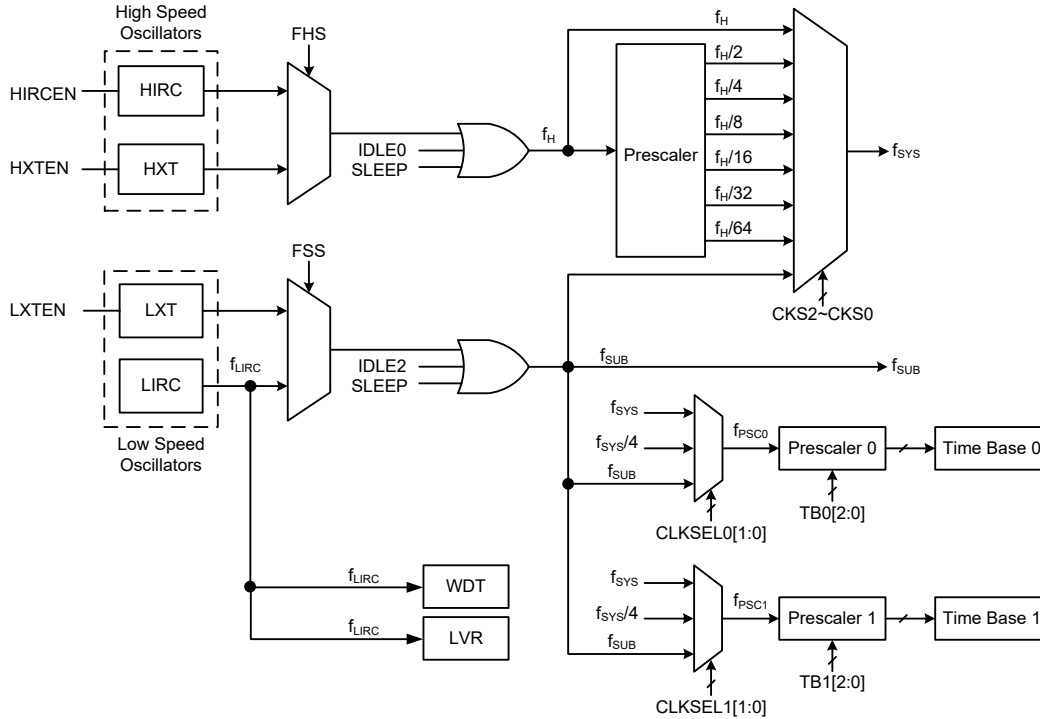 High Speed
Oscillators
HIRCEN
HIRC
HXTEN
HXT
FHS
IDLE0
SLEEP
fH
Prescaler
fH
fH/2
fH/4
fH/8
fH/16
fH/32
fH/64
CKS2~CKS0
fSYS
LXTEN
LXT
LIRC
Low Speed
Oscillators
fLIRC
FSS
IDLE2
SLEEP
fSUB
fSUB
fSYS
fSYS/4
fSUB
CLKSEL0[1:0]
fPSC0
Prescaler 0
TB0[2:0]
Time Base 0
fLIRC
WDT
fLIRC
LVR
fSYS
fSYS/4
fSUB
CLKSEL1[1:0]
fPSC1
Prescaler 1
TB1[2:0]
Time Base 1